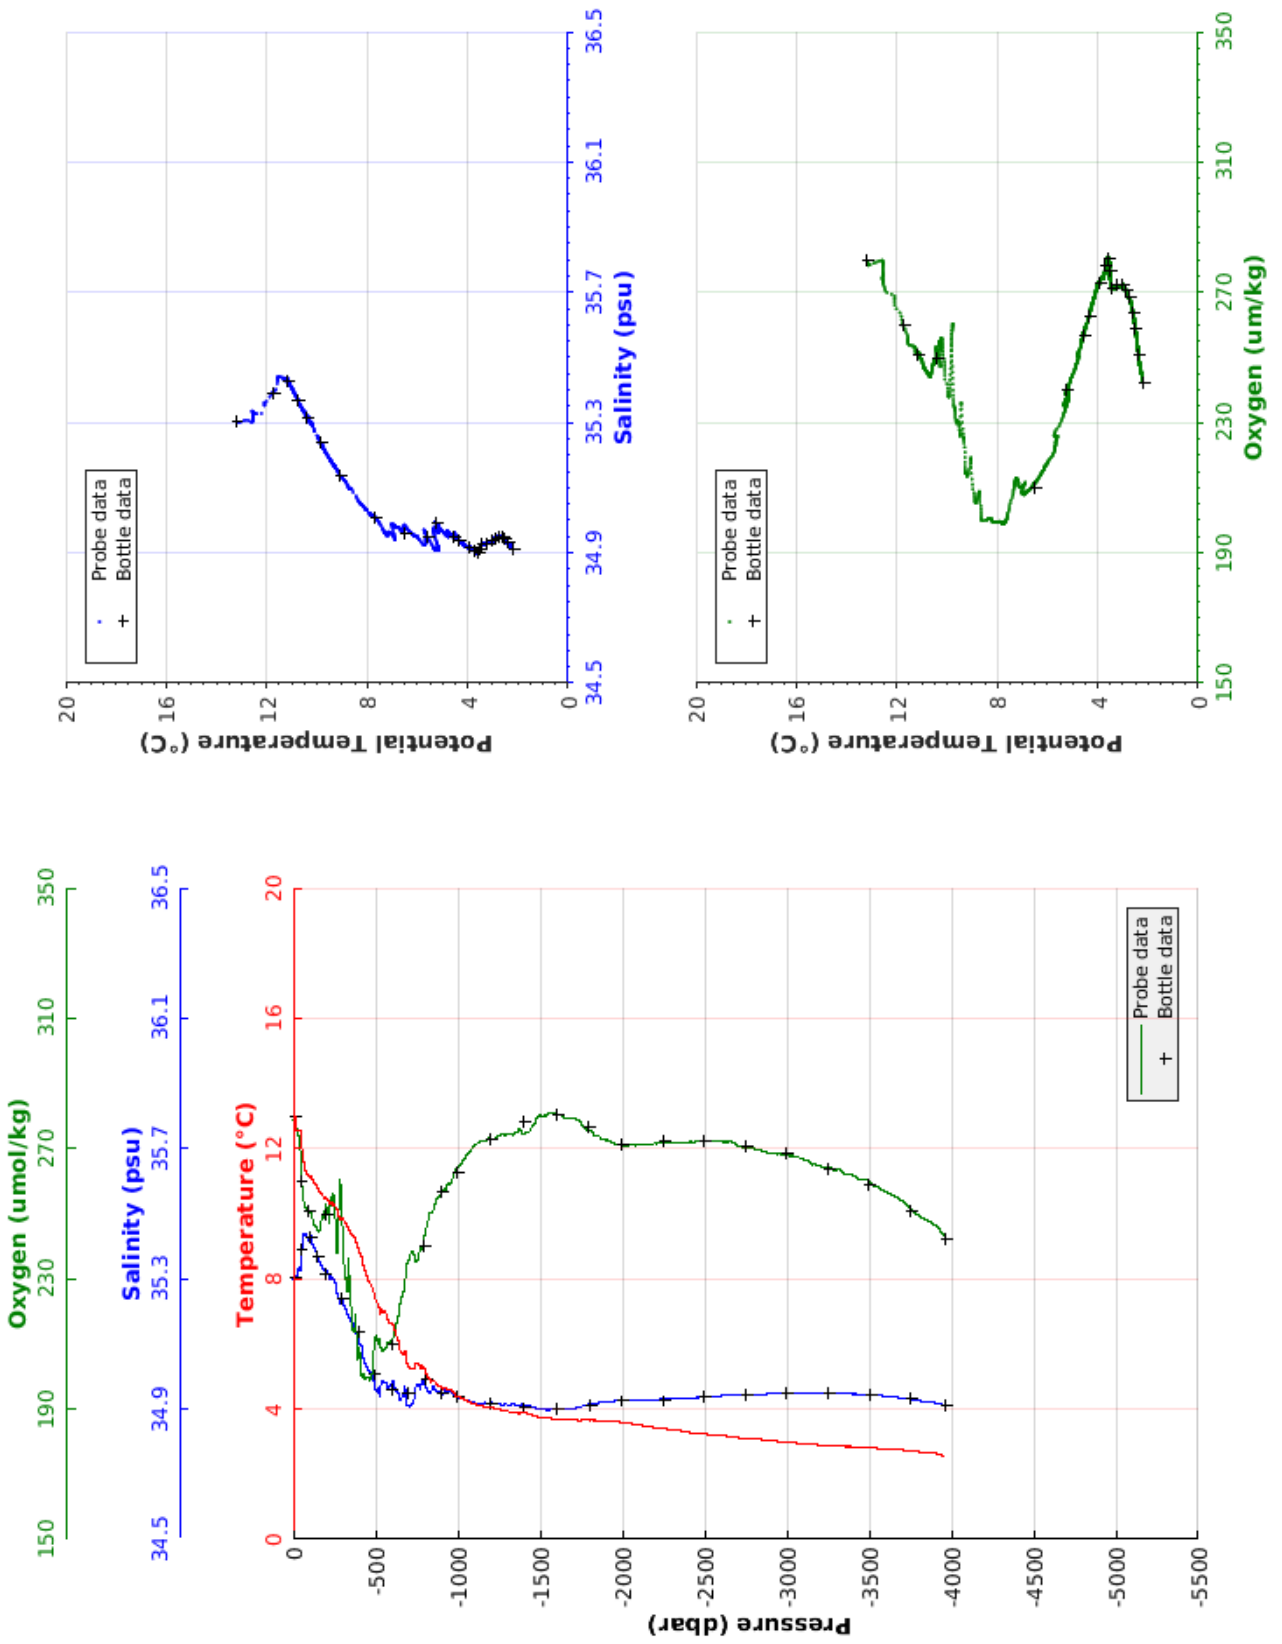 Oxygen (umol/kg)
150 190 230 270 310 350
Salinity (psu)
34.5 34.9 35.3 35.7 36.1 36.5
Temperature (°C)
0 4 8 12 16 20
Pressure (dbar)
0
-500
-1000
-1500
-2000
-2500
-3000
-3500
-4000
-4500
-5000
-5500
Probe data
Bottle data
Potential Temperature (°C)
20
16
12
8
4
0
Probe data
Bottle data
34.5 34.9 35.3 35.7 36.1 36.5
Salinity (psu)
Potential Temperature (°C)
20
16
12
8
4
0
Probe data
Bottle data
150 190 230 270 310 350
Oxygen (um/kg)